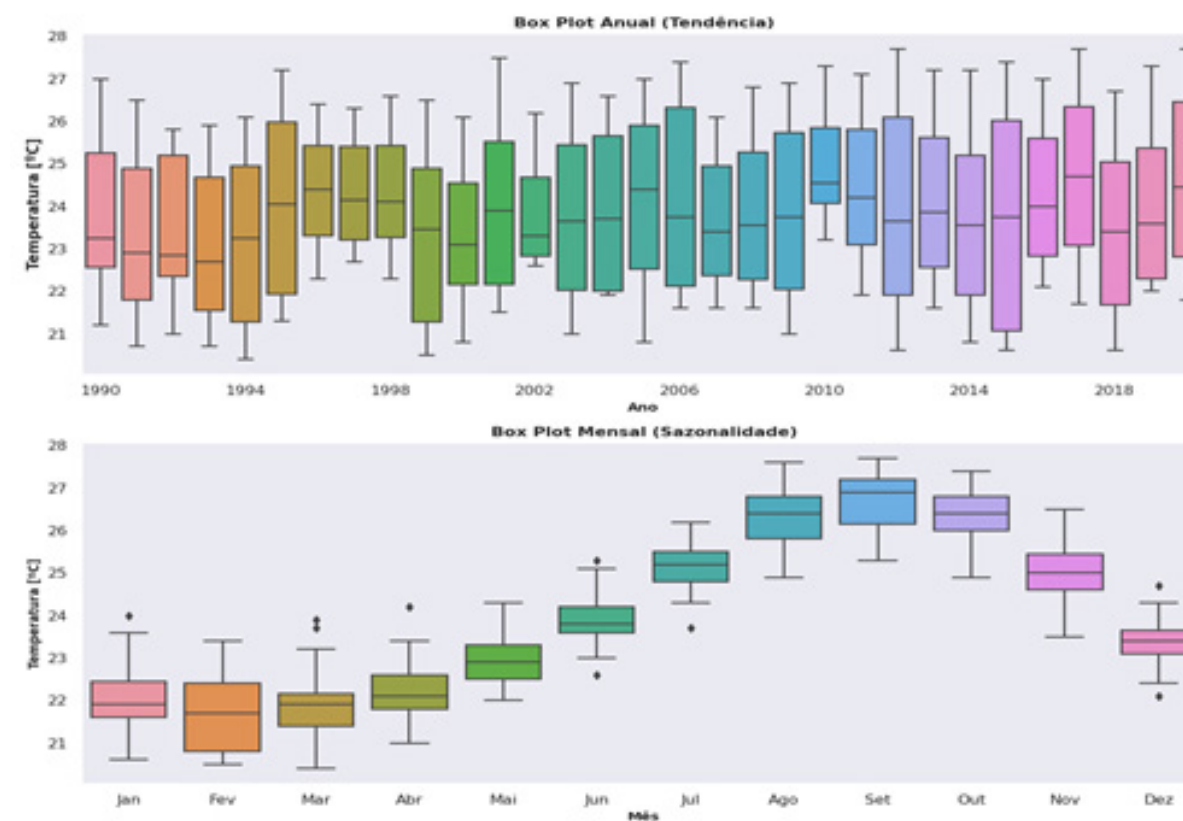 Box Plot Anual (Tendência)
28
27
26
25
24
23
22
21
Temperatura [ºC]
1990 1994 1998 2002 2006 2010 2014 2018
Ano
Box Plot Mensal (Sazonalidade)
28
27
26
25
24
23
22
21
Temperatura [ºC]
Jan Fev Mar Abr Mai Jun Jul Ago Set Out Nov Dez
Mês